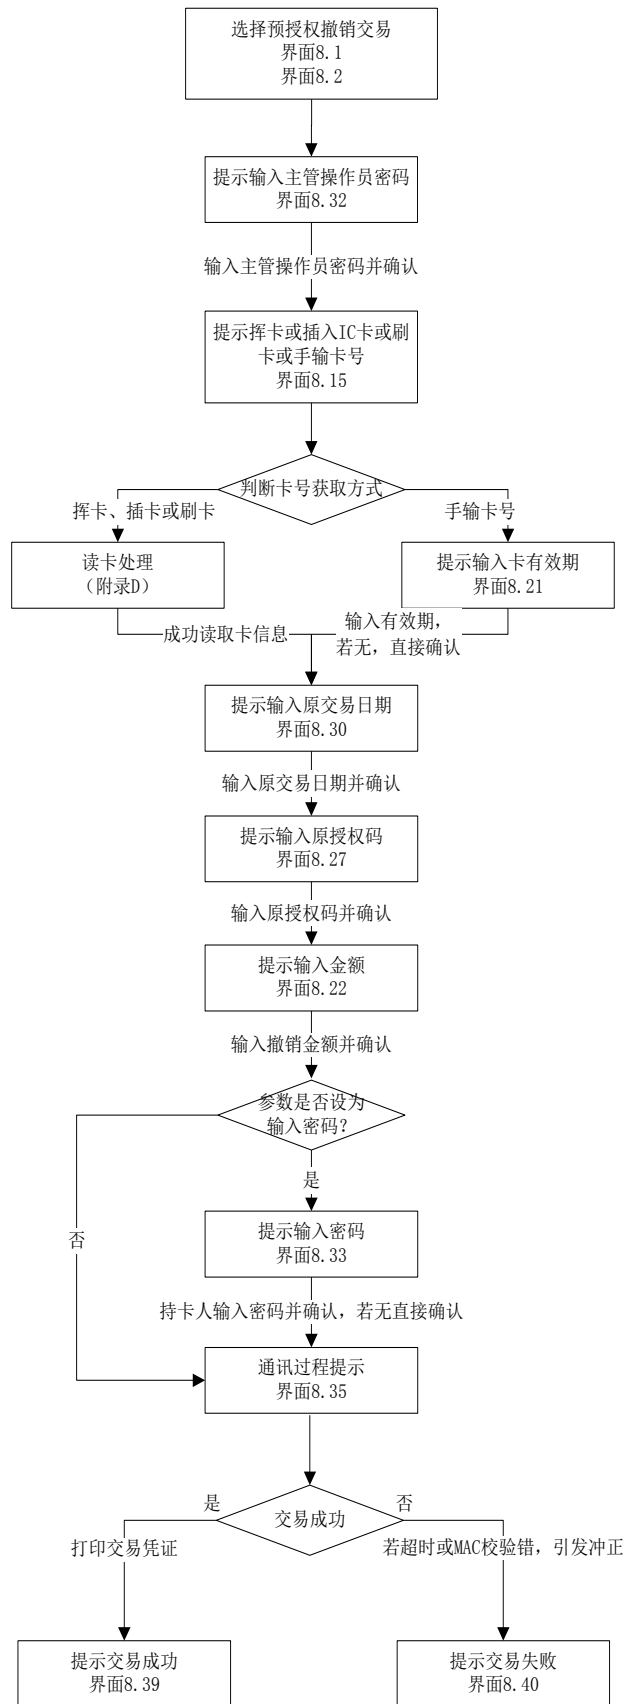 选择预授权撤销交易
界面8.1
界面8.2
提示输入主管操作员密码
界面8.32
输入主管操作员密码并确认
提示挥卡或插入IC卡或刷
卡或手输卡号
界面8.15
判断卡号获取方式
挥卡、插卡或刷卡
手输卡号
读卡处理
（附录D）
提示输入卡有效期
界面8.21
成功读取卡信息
输入有效期，
若无，直接确认
提示输入原交易日期
界面8.30
输入原交易日期并确认
提示输入原授权码
界面8.27
输入原授权码并确认
提示输入金额
界面8.22
输入撤销金额并确认
参数是否设为
输入密码？
是
否
提示输入密码
界面8.33
持卡人输入密码并确认，若无直接确认
通讯过程提示
界面8.35
交易成功
是
否
打印交易凭证
若超时或MAC校验错，引发冲正
提示交易成功
界面8.39
提示交易失败
界面8.40